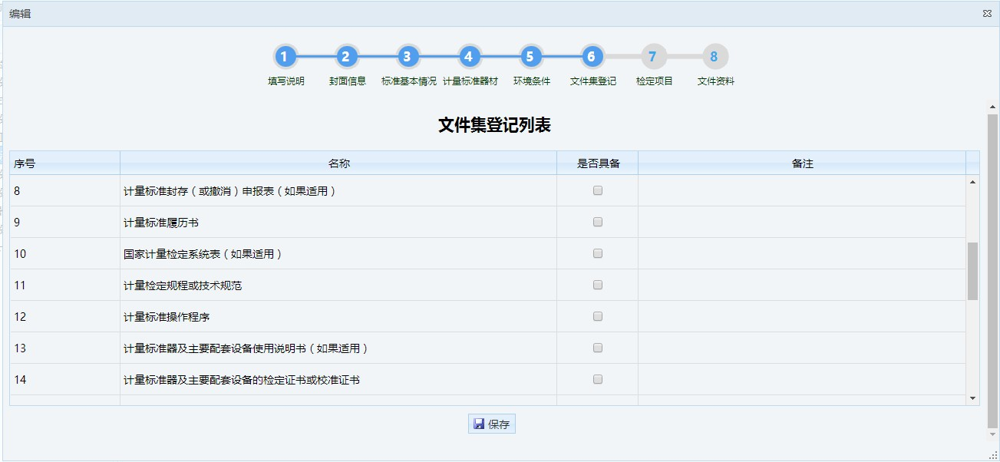 编辑
1 2 3 4 5 6 7 8
填写说明 封面信息 标准基本情况 计量标准器材 环境条件 文件集登记 检定项目 文件资料
文件集登记列表
序号 名称 是否具备 备注
8 计量标准封存（或撤消）申报表（如果适用）
9 计量标准履历书
10 国家计量检定系统表（如果适用）
11 计量检定规程或技术规范
12 计量标准操作程序
13 计量标准器及主要配套设备使用说明书（如果适用）
14 计量标准器及主要配套设备的检定证书或校准证书
保存